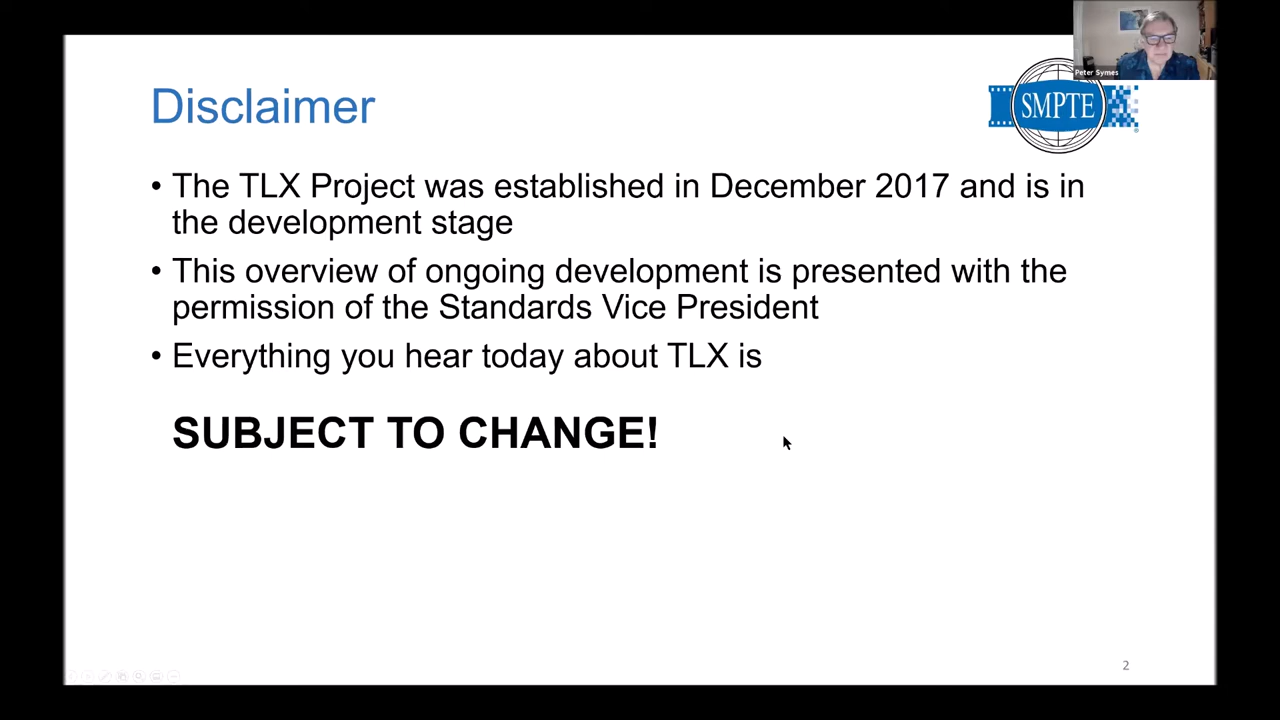 Peter Symes
Disclaimer
SMPTE
• The TLX Project was established in December 2017 and is in
the development stage
• This overview of ongoing development is presented with the
permission of the Standards Vice President
• Everything you hear today about TLX is
SUBJECT TO CHANGE!
2